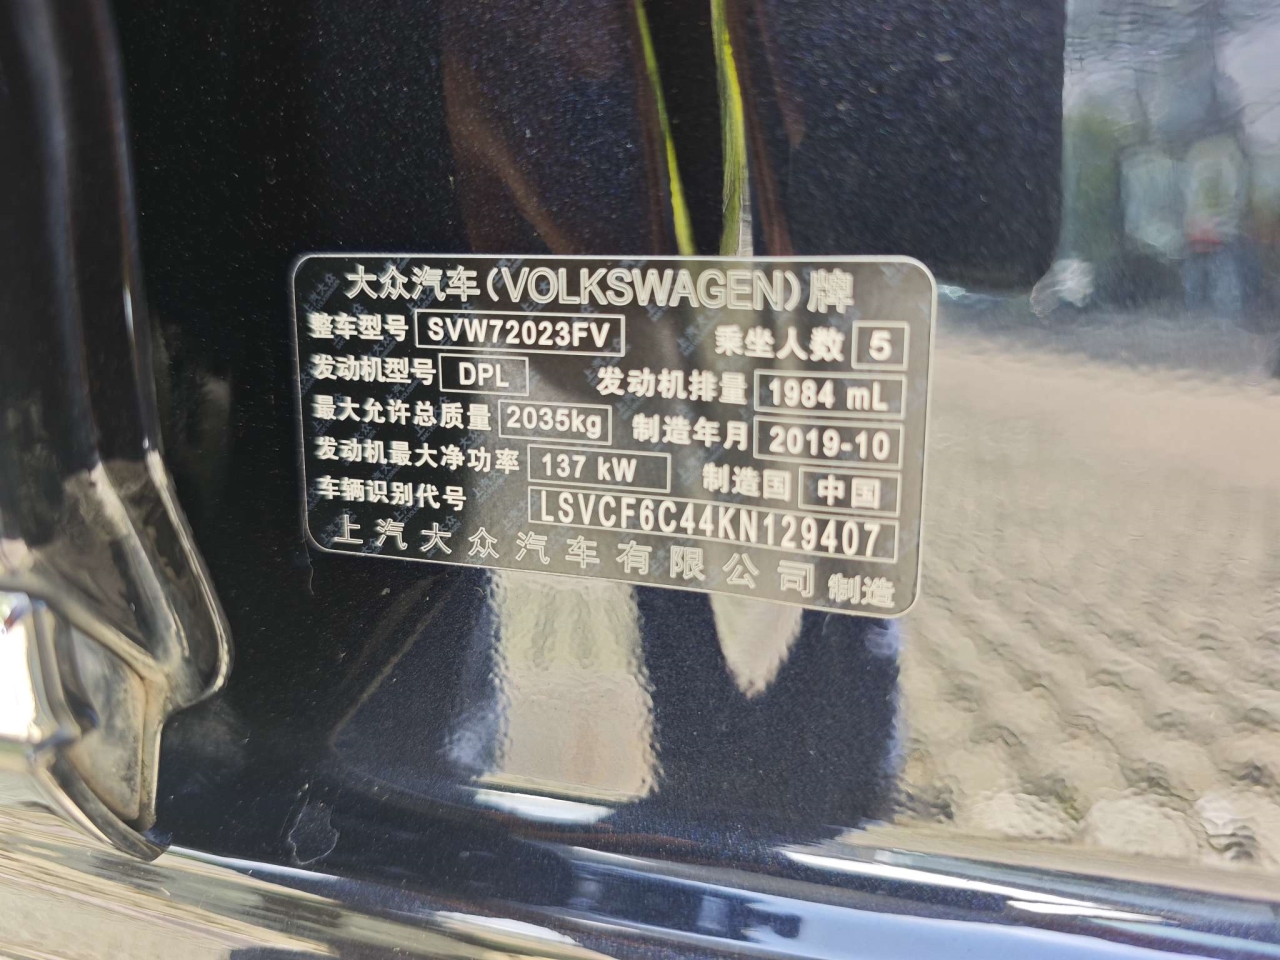 大众汽车(VOLKSWAGEN)牌
整车型号 SVW72023FV 乘坐人数 5
发动机型号 DPL 发动机排量 1984 mL
最大允许总质量 2035kg 制造年月 2019-10
发动机最大净功率 137 kW 制造国 中国
车辆识别代号 LSVCF6C44KN129407
上汽大众汽车有限公司 制造